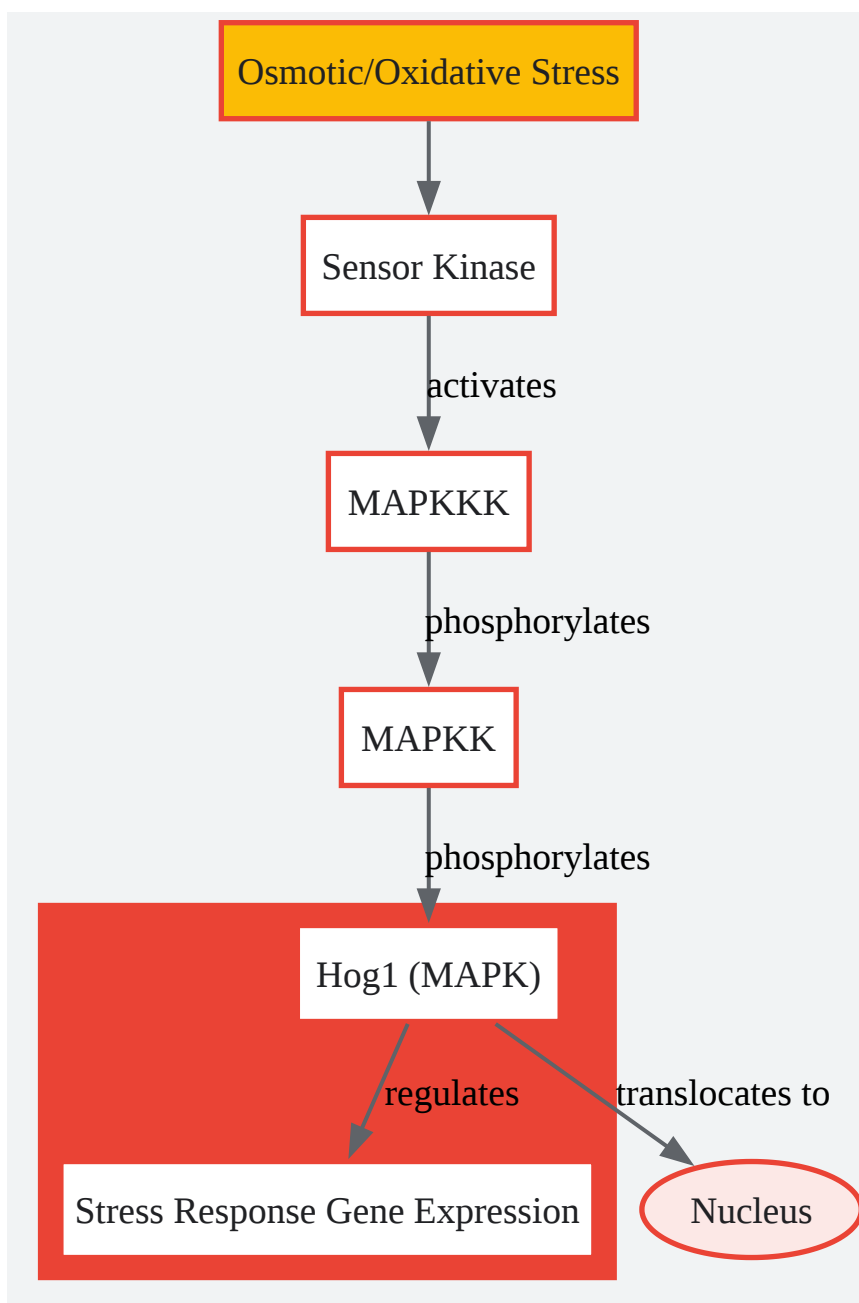 Osmotic/Oxidative Stress
Sensor Kinase
activates
MAPKKK
phosphorylates
MAPKK
phosphorylates
Hog1 (MAPK)
regulates
translocates to
Stress Response Gene Expression
Nucleus